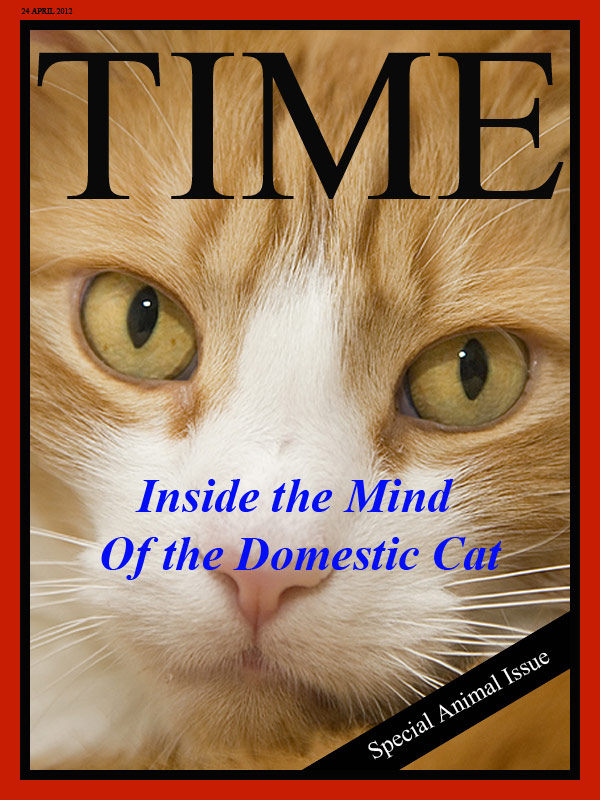 24 APRIL 2012
TIME
Inside the Mind
Of the Domestic Cat
Special Animal Issue